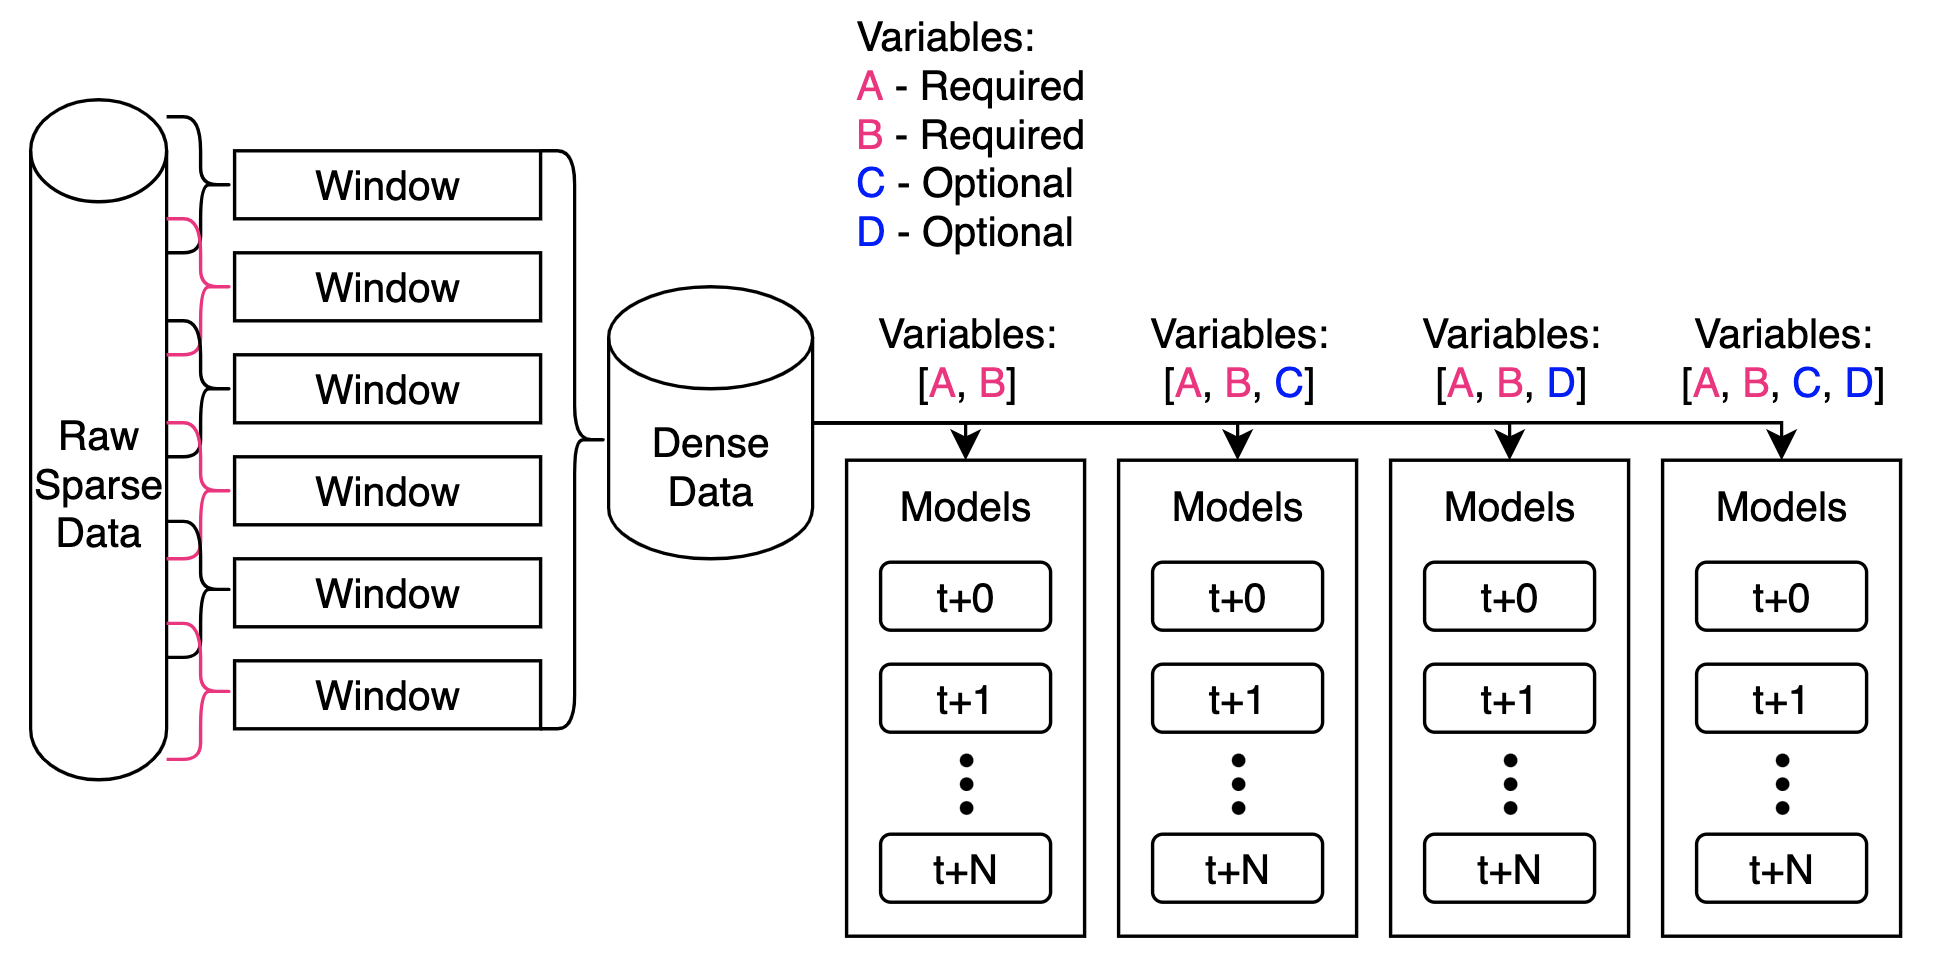 Variables:
A - Required
B - Required
C - Optional
D - Optional
Raw
Sparse
Data
Window
Window
Window
Window
Window
Window
Dense
Data
Variables:
[A, B]
Models
t+0
t+1
t+N
Variables:
[A, B, C]
Models
t+0
t+1
t+N
Variables:
[A, B, D]
Models
t+0
t+1
t+N
Variables:
[A, B, C, D]
Models
t+0
t+1
t+N